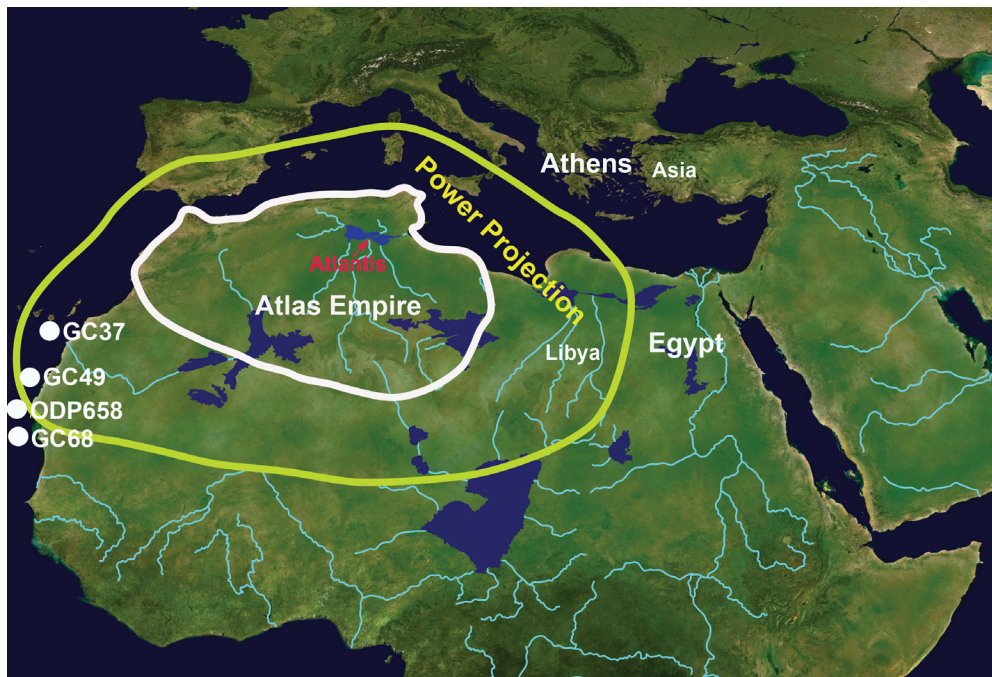 Athens
Asia
Power Projection
Atlantis
Atlas Empire
GC37
Egypt
Libya
GC49
ODP658
GC68